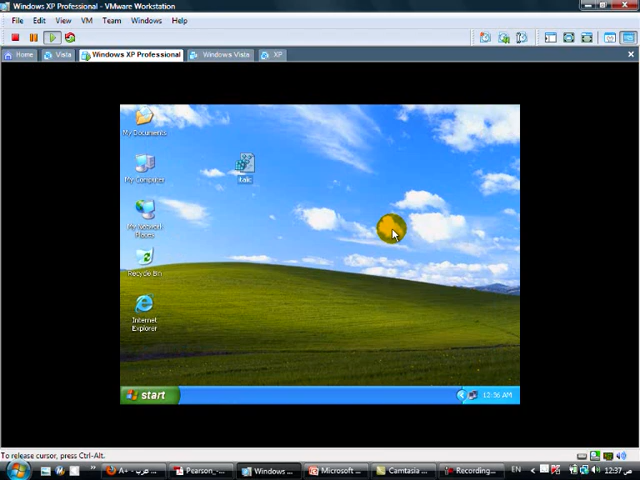 Windows XP Professional - VMware Workstation
File Edit View VM Team Windows Help
Home Vista Windows XP Professional Windows Vista XP
My Documents
My Computer
My Network
Places
Recycle Bin
Internet
Explorer
start
12:36 AM
To release cursor, press Ctrl-Alt.
A+ - عرب ... Pearson_-... Windows ... Microsoft ... Camtasia ... Recording... EN 12:37 ص